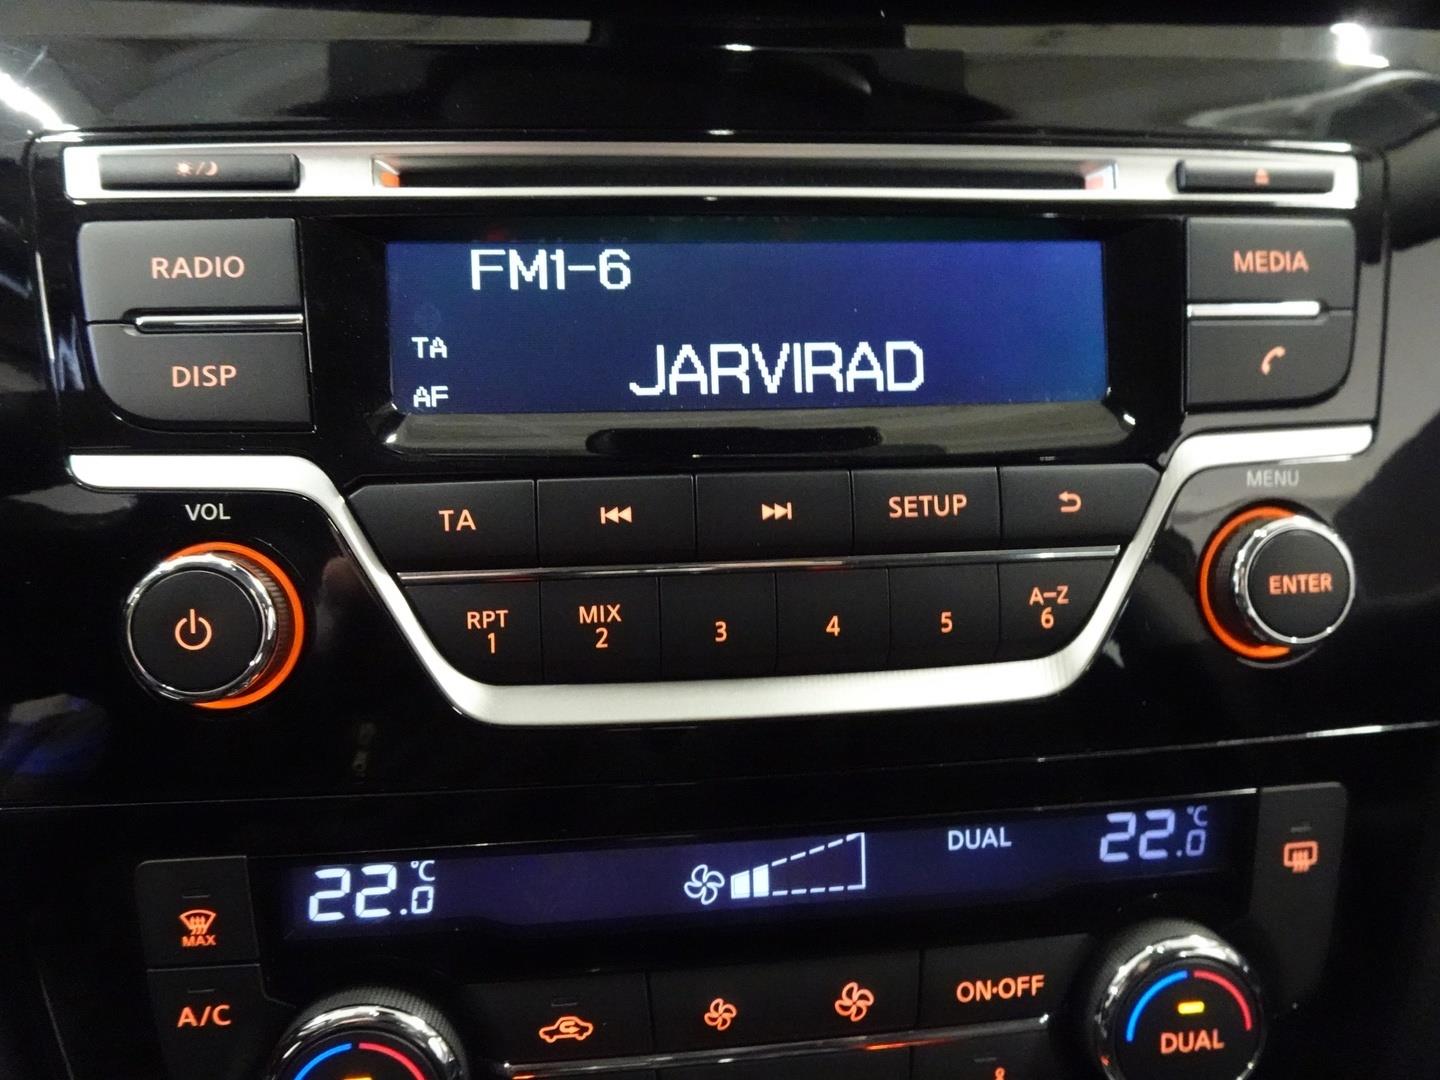 RADIO
FM1-6
MEDIA
DISP
TA
AF
JARVIRAD
VOL
MENU
TA
SETUP
ENTER
RPT
1
MIX
2
3
4
5
A-Z
6
22.0 °C
DUAL
22.0 °C
MAX
A/C
ON·OFF
DUAL